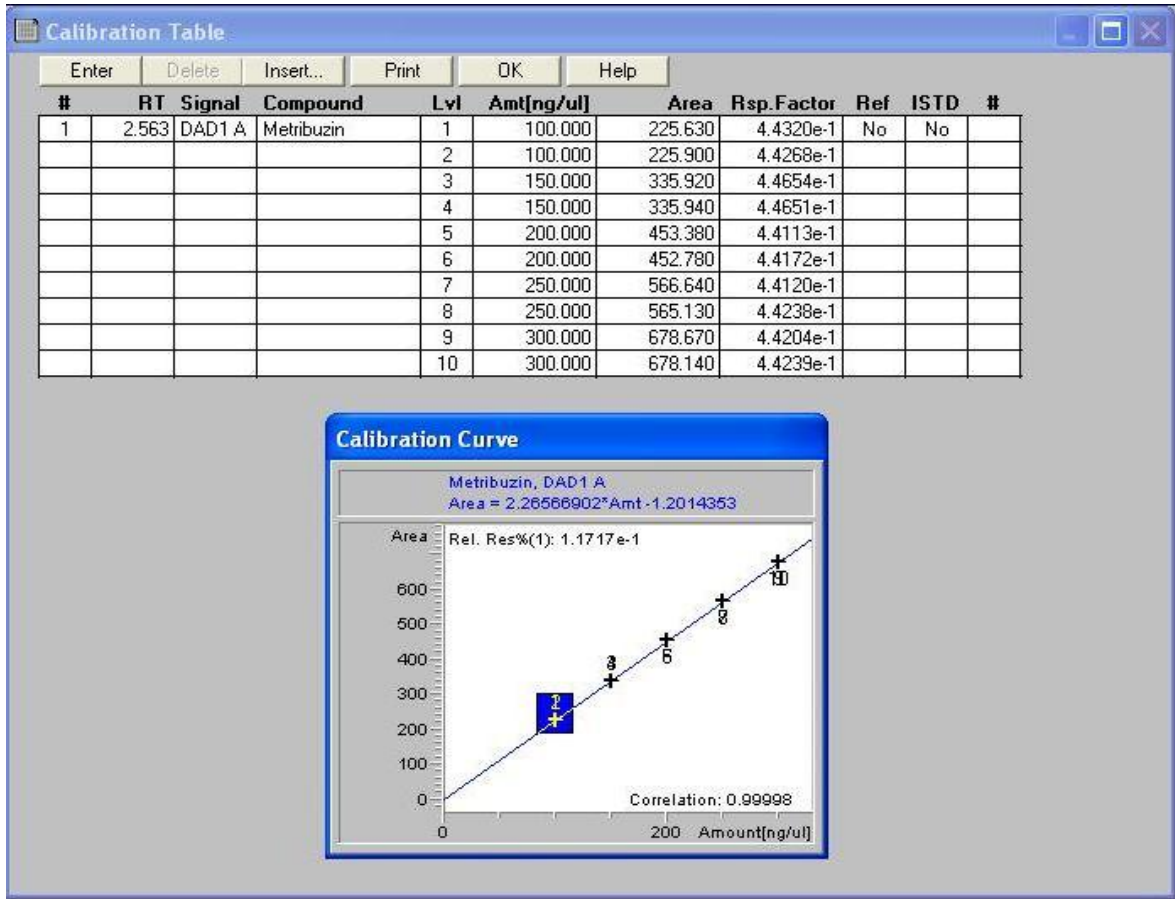 Calibration Table
Enter Delete Insert... Print OK Help
# RT Signal Compound Lvl Amt[ng/ul] Area Rsp.Factor Ref ISTD #
1 2.563 DAD1 A Metribuzin 1 100.000 225.630 4.4320e-1 No No
2 100.000 225.900 4.4268e-1
3 150.000 335.920 4.4654e-1
4 150.000 335.940 4.4651e-1
5 200.000 453.380 4.4113e-1
6 200.000 452.780 4.4172e-1
7 250.000 566.640 4.4120e-1
8 250.000 565.130 4.4238e-1
9 300.000 678.670 4.4204e-1
10 300.000 678.140 4.4239e-1
Calibration Curve
Metribuzin, DAD1 A
Area = 2.26566902*Amt -1.2014353
Area
Rel. Res%(1): 1.1717e-1
600
500
400
300
200
100
0
Correlation: 0.99998
0 200 Amount[ng/ul]